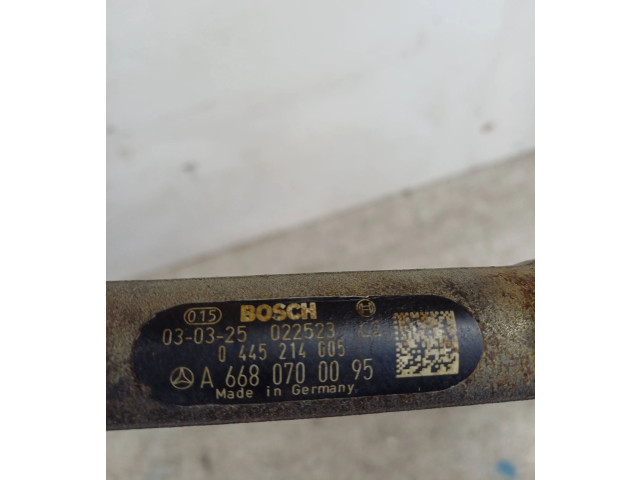 015 BOSCH
03-03-25 022523
0 445 214 005
A 668 070 00 95
Made in Germany